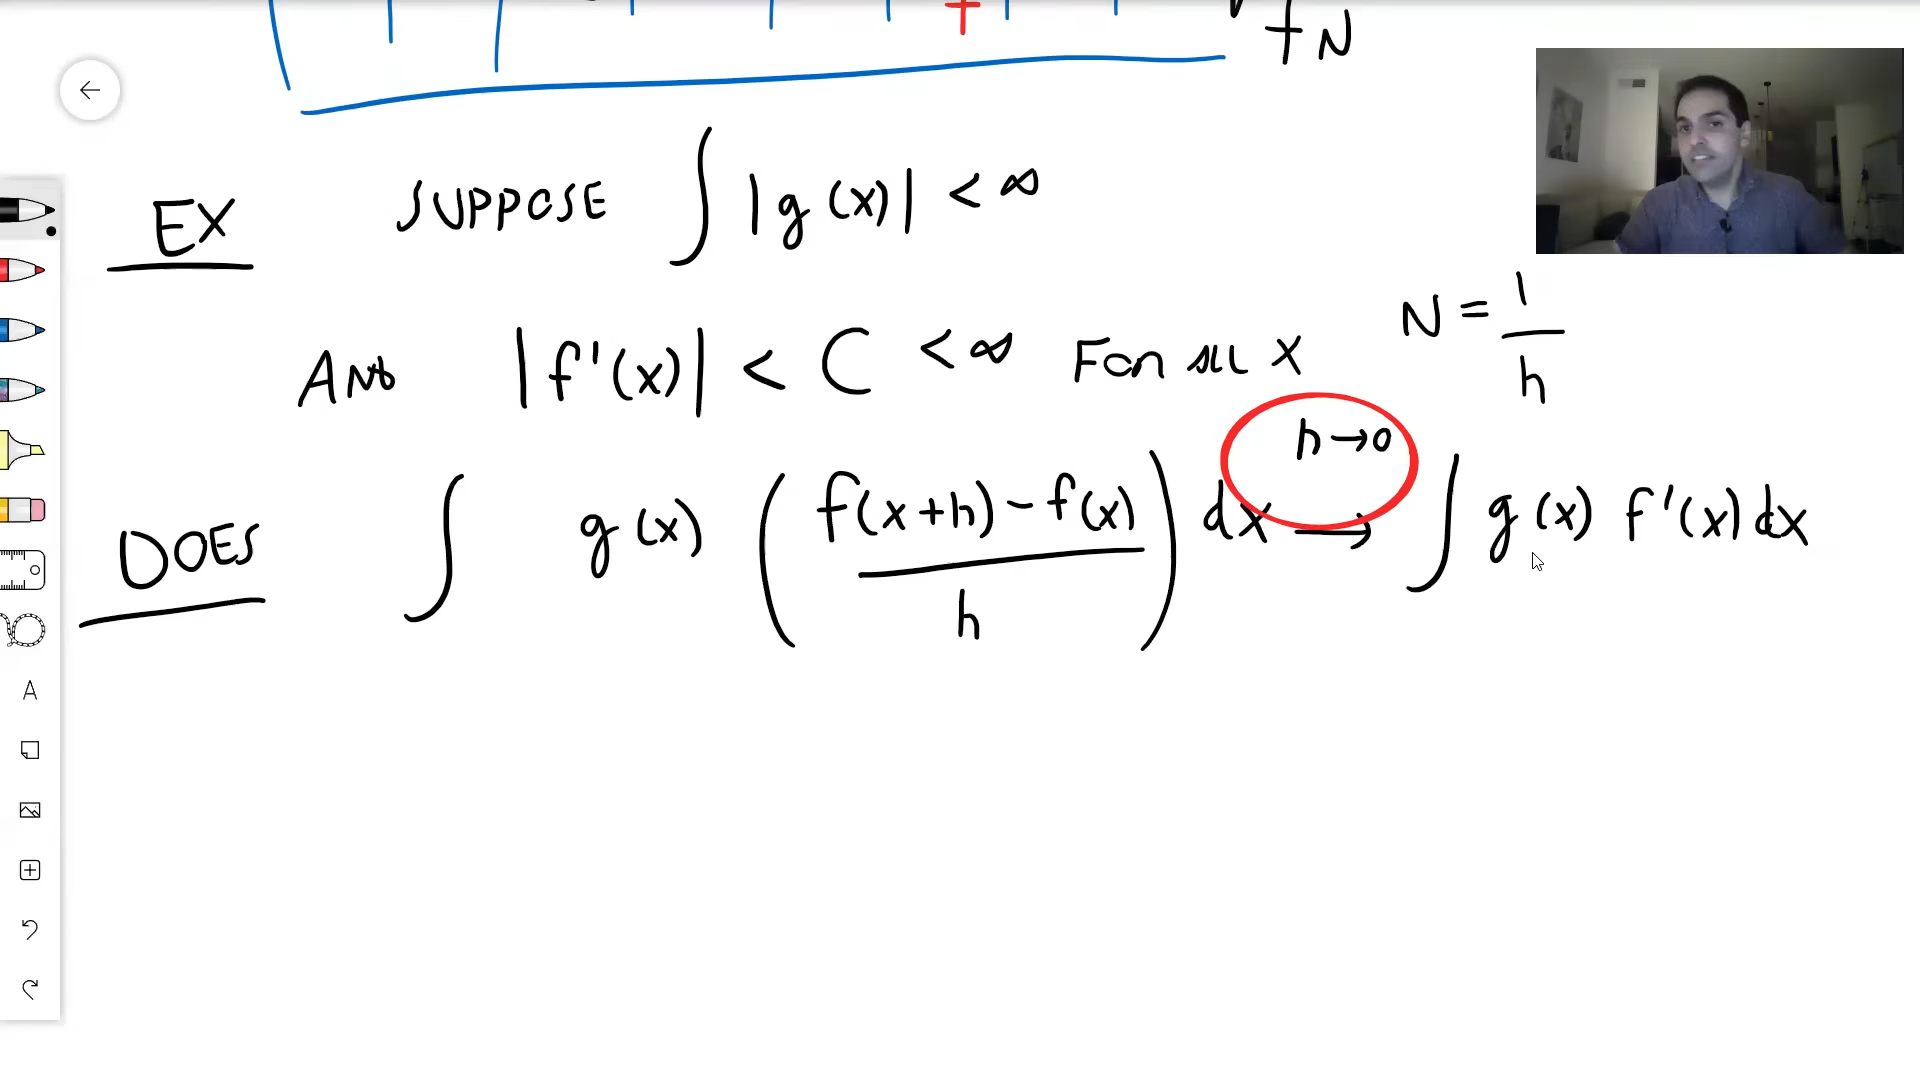 f N
EX SUPPOSE ∫ |g(x)| < ∞
AND |f'(x)| < C < ∞ FOR ALL X
N = 1/h
DOES ∫ g(x) ( (f(x+h) - f(x)) / h ) dx → ∫ g(x) f'(x) dx
h→0
A